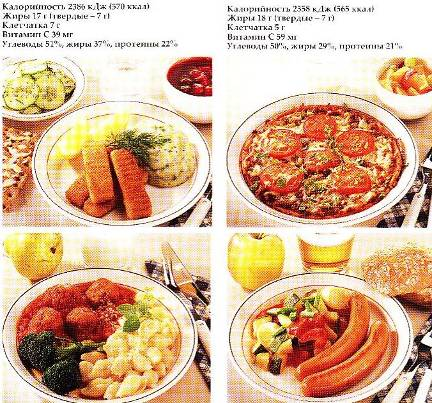 Калорийность 2386 кДж (570 ккал)
Жиры 17 г (твердые – 7 г)
Клетчатка 7 г
Витамин С 39 мг
Углеводы 51%, жиры 37%, протеины 22%
Калорийность 2358 кДж (565 ккал)
Жиры 18 г (твердые – 7 г)
Клетчатка 5 г
Витамин С 59 мг
Углеводы 50%, жиры 29%, протеины 21%